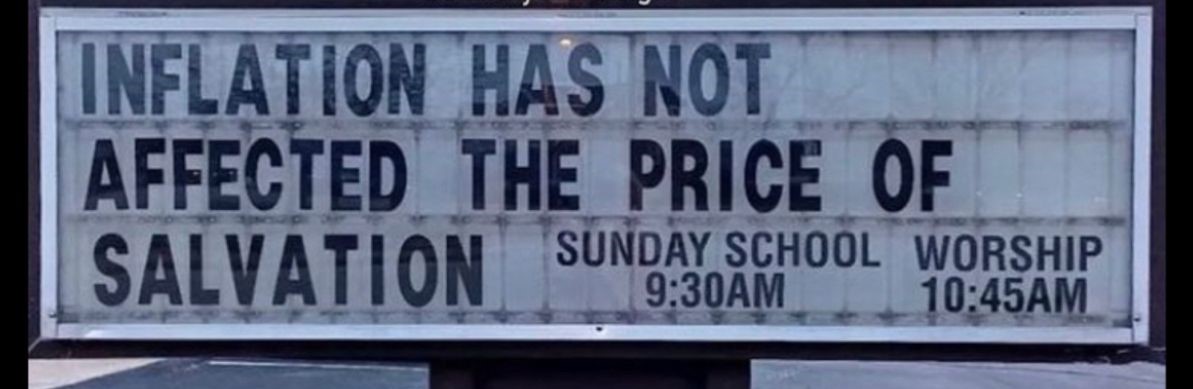 INFLATION HAS NOT
AFFECTED THE PRICE OF
SALVATION
SUNDAY SCHOOL
9:30AM
WORSHIP
10:45AM